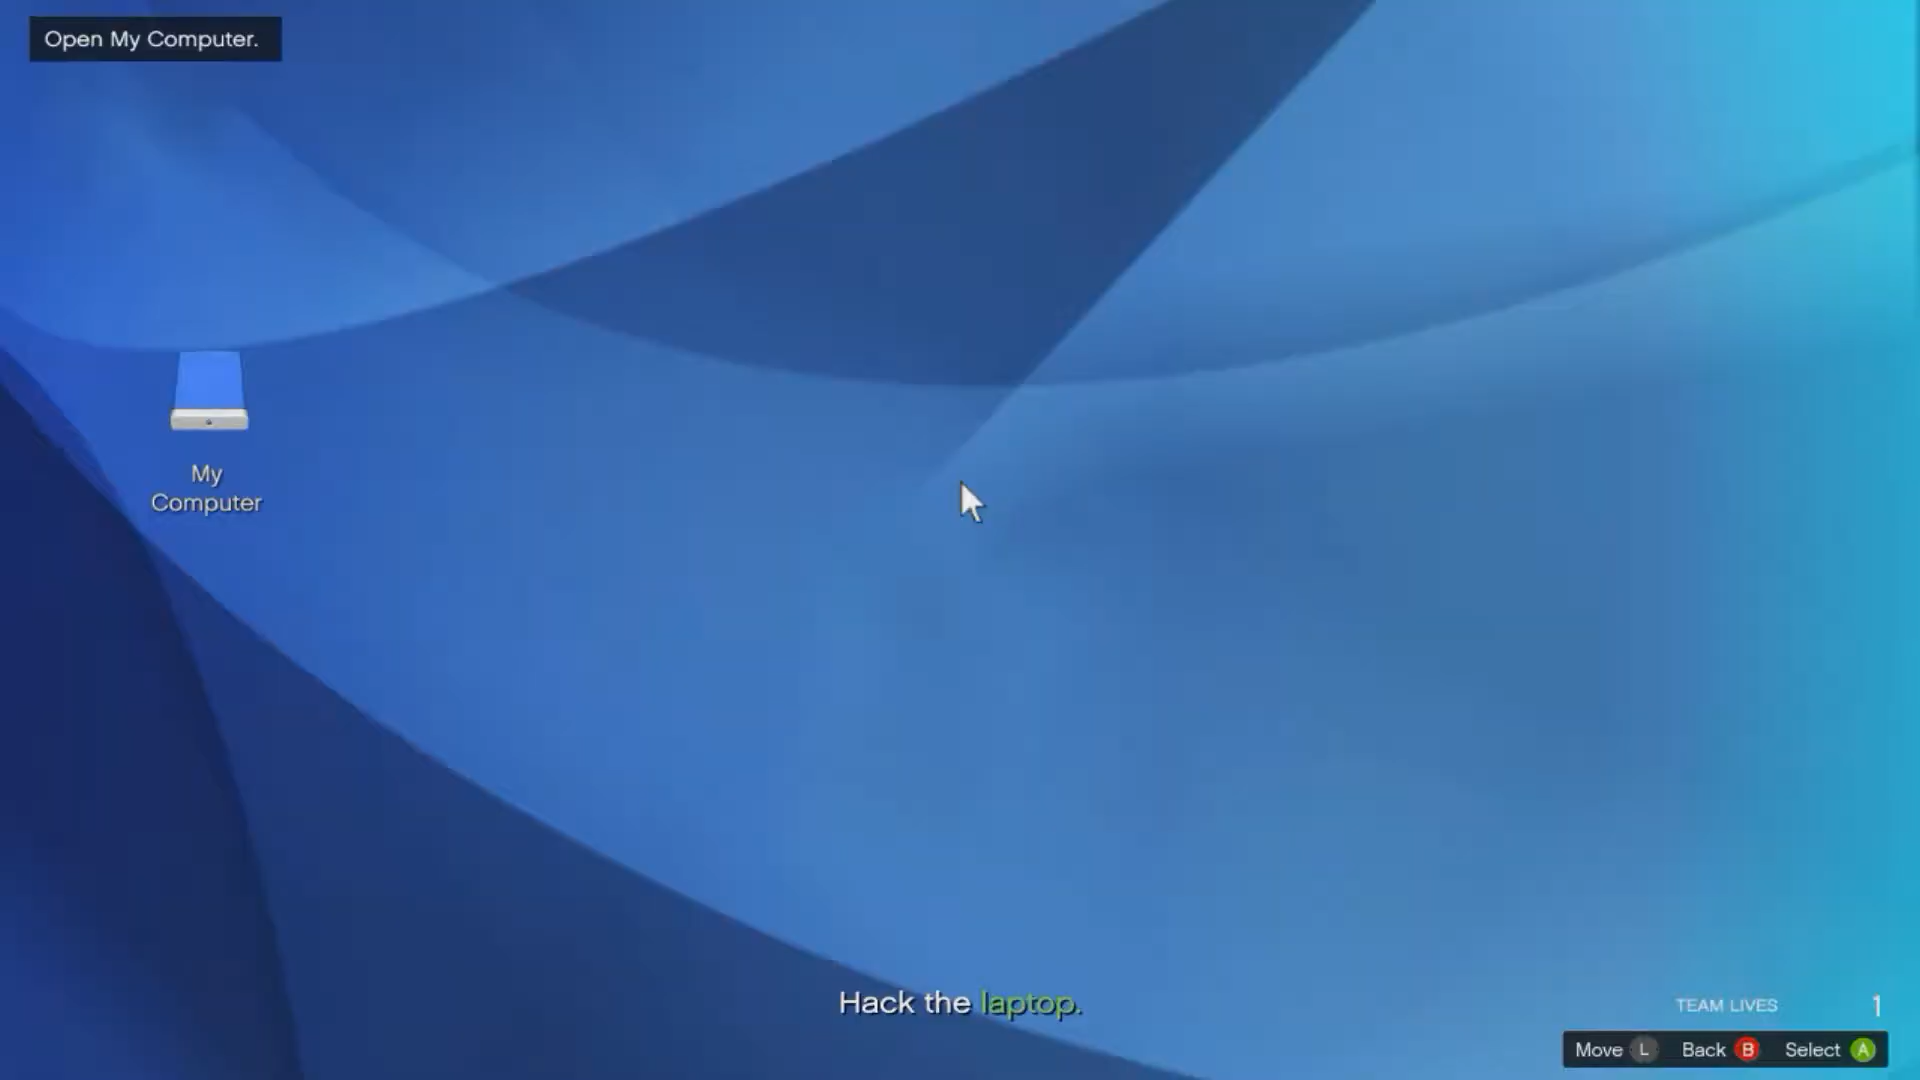 Open My Computer.
My
Computer
Hack the laptop.
TEAM LIVES 1
Move L Back B Select A